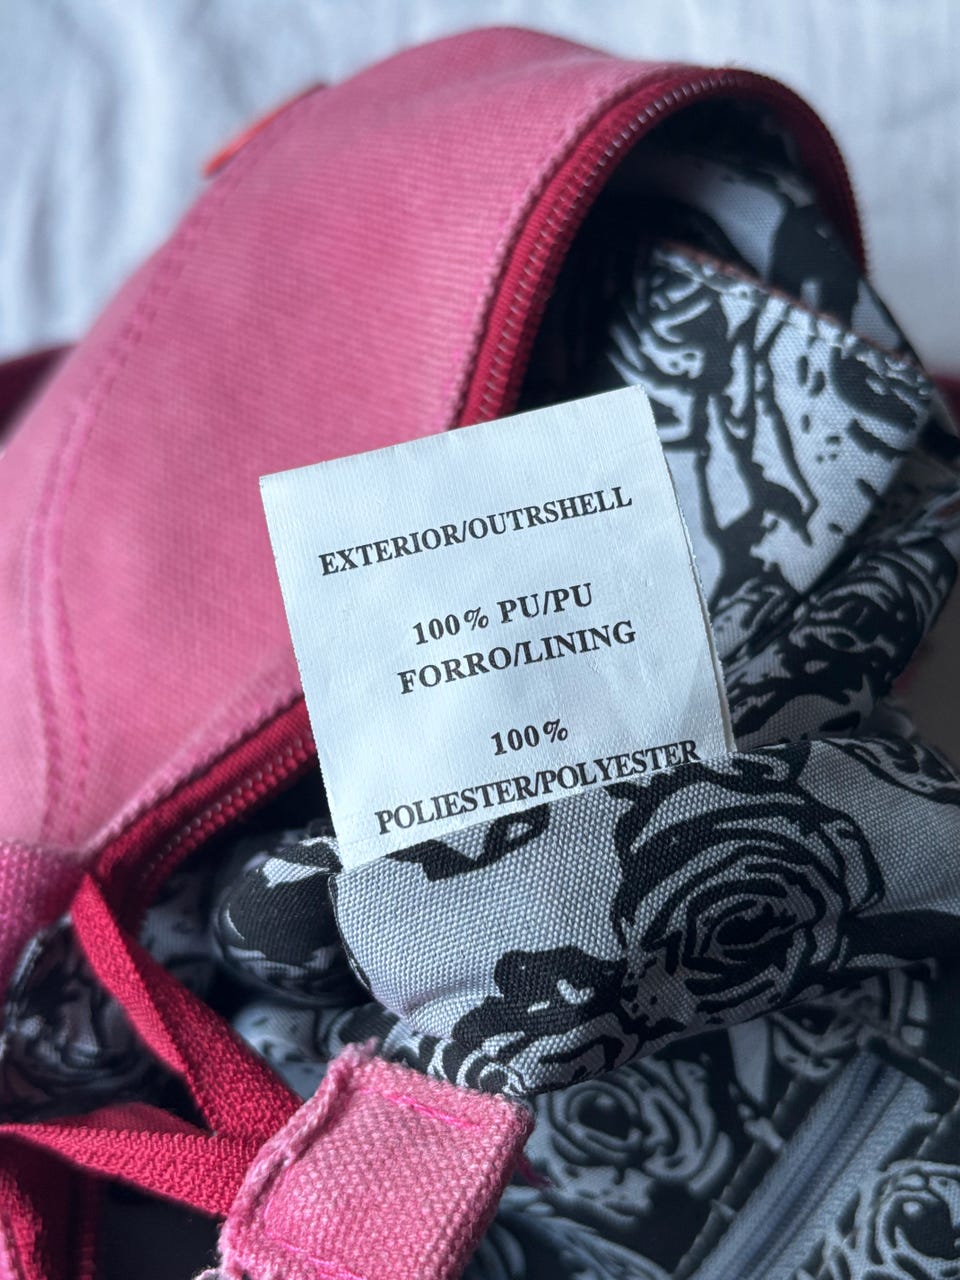 EXTERIOR/OUTRSHELL
100% PU/PU
FORRO/LINING
100%
POLIESTER/POLYESTER